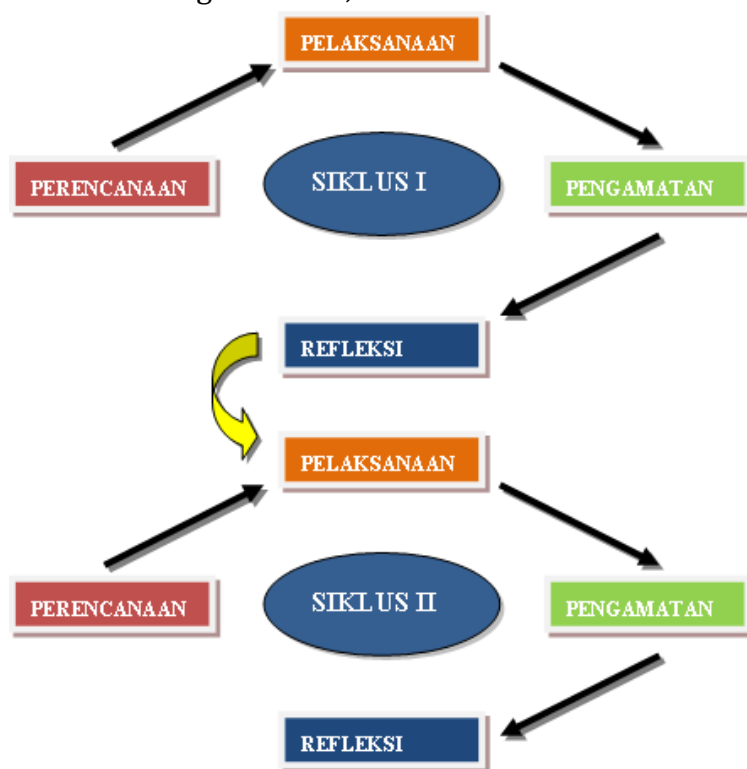 PELAKSANAAN
PERENCANAAN
SIKLUS I
PENGAMATAN
REFLEKSI
PELAKSANAAN
PERENCANAAN
SIKLUS II
PENGAMATAN
REFLEKSI